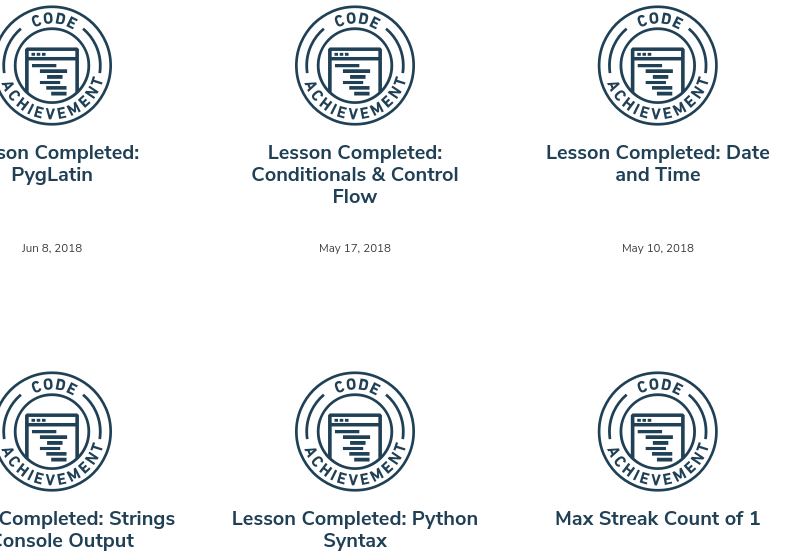 CODE
ACHIEVEMENT
CODE
ACHIEVEMENT
CODE
ACHIEVEMENT
Completed:
PygLatin
Lesson Completed:
Conditionals & Control
Flow
Lesson Completed: Date
and Time
Jun 8, 2018
May 17, 2018
May 10, 2018
CODE
ACHIEVEMENT
CODE
ACHIEVEMENT
CODE
ACHIEVEMENT
Completed: Strings
Console Output
Lesson Completed: Python
Syntax
Max Streak Count of 1